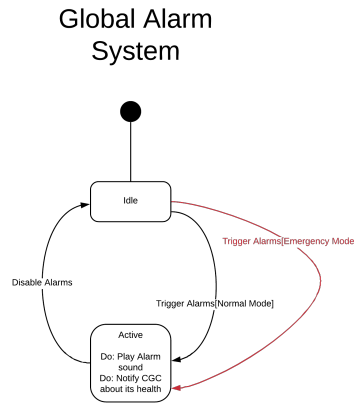 Global Alarm
System
Idle
Trigger Alarms[Emergency Mode
Disable Alarms
Trigger Alarms[Normal Mode]
Active
Do: Play Alarm
sound
Do: Notify CGC
about its health